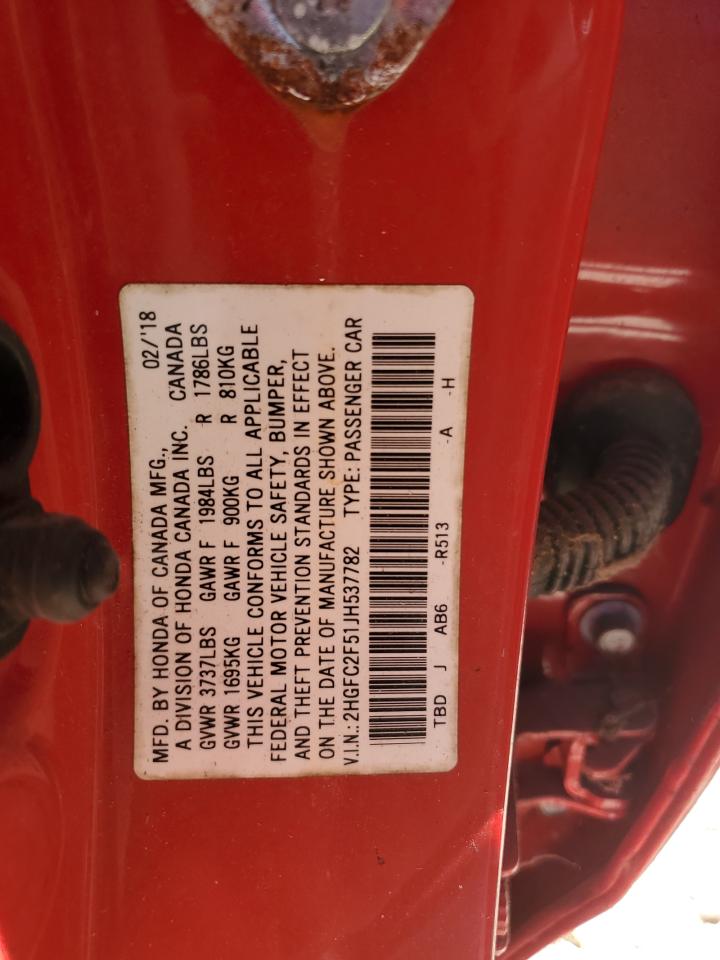 MFD. BY HONDA OF CANADA MFG., 02/'18
A DIVISION OF HONDA CANADA INC. CANADA
GVWR 3737LBS GAWR F 1984LBS R 1786LBS
GVWR 1695KG GAWR F 900KG R 810KG
THIS VEHICLE CONFORMS TO ALL APPLICABLE
FEDERAL MOTOR VEHICLE SAFETY, BUMPER,
AND THEFT PREVENTION STANDARDS IN EFFECT
ON THE DATE OF MANUFACTURE SHOWN ABOVE.
V.I.N.: 2HGFC2F51JH537782 TYPE: PASSENGER CAR
TBD J AB6 -R513 -A -H